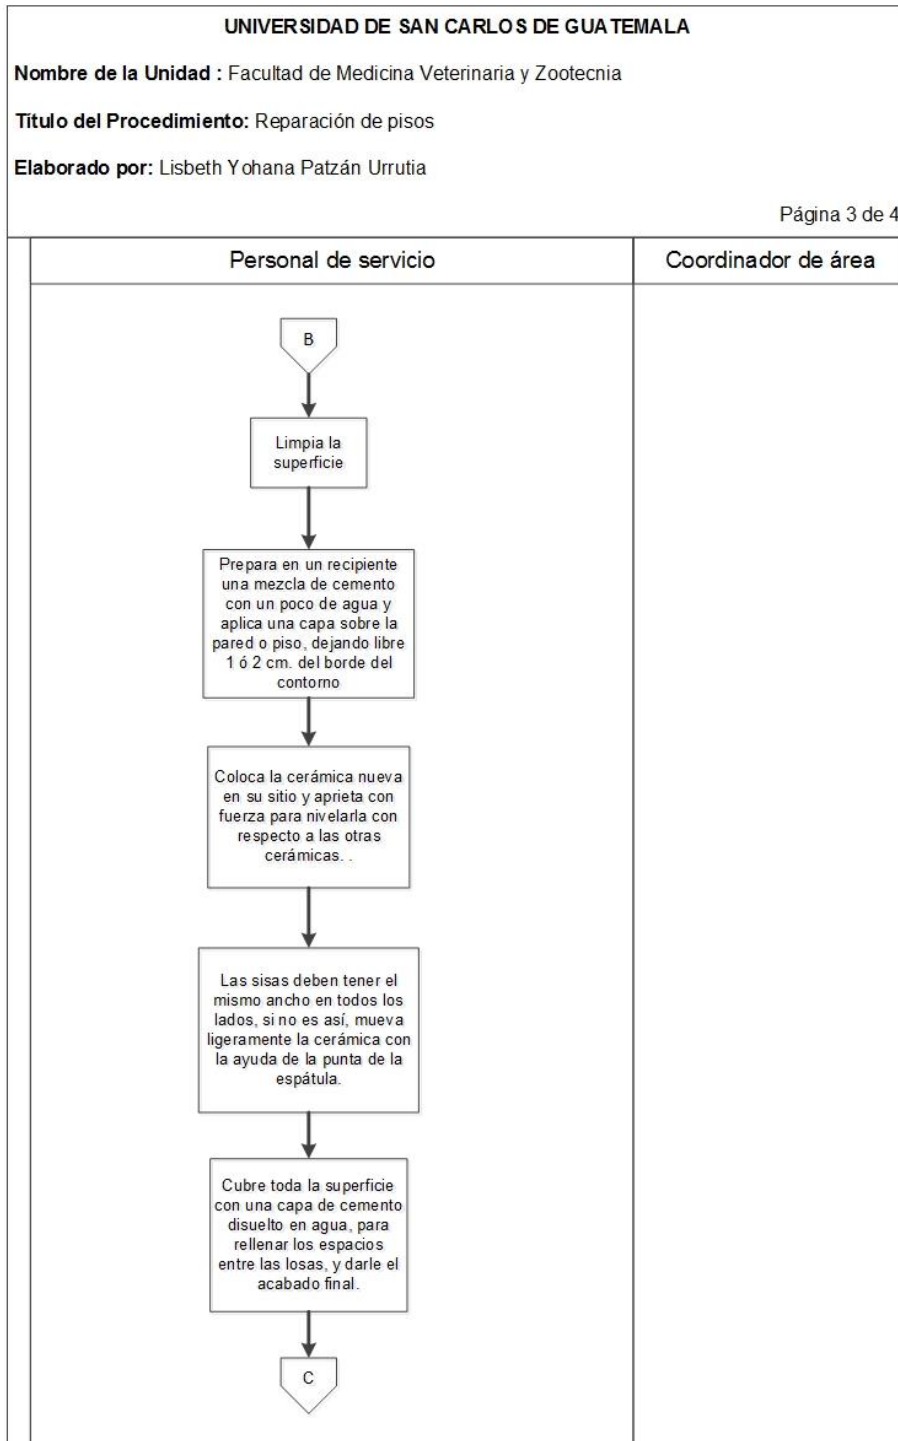 UNIVERSIDAD DE SAN CARLOS DE GUATEMALA
Nombre de la Unidad : Facultad de Medicina Veterinaria y Zootecnia
Título del Procedimiento: Reparación de pisos
Elaborado por: Lisbeth Yohana Patzán Urrutia
Página 3 de 4
Personal de servicio
Coordinador de área
B
Limpia la
superficie
Prepara en un recipiente
una mezcla de cemento
con un poco de agua y
aplica una capa sobre la
pared o piso, dejando libre
1 ó 2 cm. del borde del
contorno
Coloca la cerámica nueva
en su sitio y aprieta con
fuerza para nivelarla con
respecto a las otras
cerámicas. .
Las sisas deben tener el
mismo ancho en todos los
lados, si no es así, mueva
ligeramente la cerámica con
la ayuda de la punta de la
espátula.
Cubre toda la superficie
con una capa de cemento
disuelto en agua, para
rellenar los espacios
entre las losas, y darle el
acabado final.
C